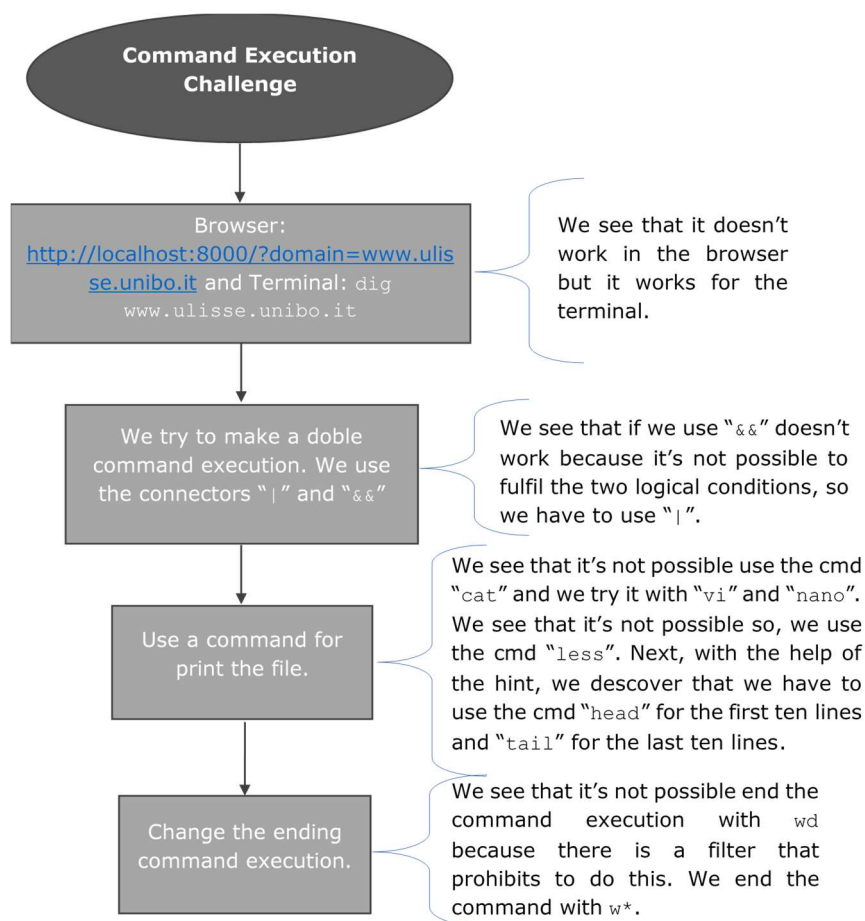 Command Execution
Challenge
Browser:
http://localhost:8000/?domain=www.ulis
se.unibo.it and Terminal: dig
www.ulisse.unibo.it
We see that it doesn’t
work in the browser
but it works for the
terminal.
We try to make a doble
command execution. We use
the connectors “|” and “&&”
We see that if we use “&&” doesn’t
work because it’s not possible to
fulfil the two logical conditions, so
we have to use “|”.
Use a command for
print the file.
We see that it’s not possible use the cmd
“cat” and we try it with “vi” and “nano”.
We see that it’s not possible so, we use
the cmd “less”. Next, with the help of
the hint, we descover that we have to
use the cmd “head” for the first ten lines
and “tail” for the last ten lines.
Change the ending
command execution.
We see that it’s not possible end the
command execution with wd
because there is a filter that
prohibits to do this. We end the
command with w*.